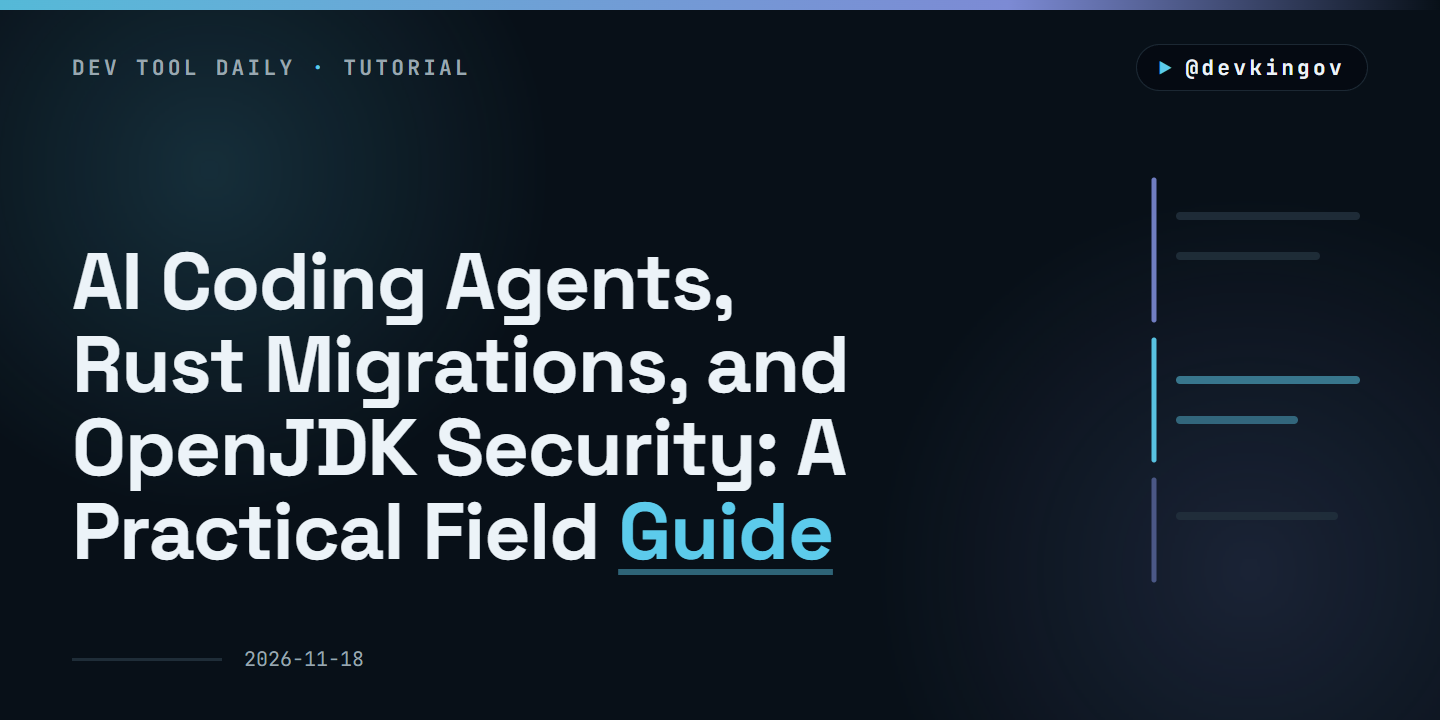 DEV TOOL DAILY · TUTORIAL
@devkingov
AI Coding Agents,
Rust Migrations, and
OpenJDK Security: A
Practical Field Guide
2026-11-18